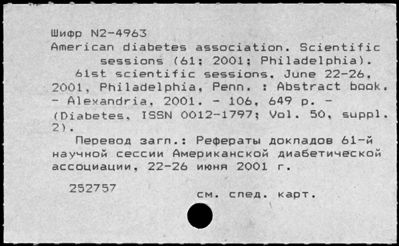 Шифр N2-4963
American diabetes association. Scientific
sessions (61; 2001; Philadelphia).
61st scientific sessions, June 22-26,
2001, Philadelphia, Penn. : Abstract book.
- Alexandria, 2001. - 106, 649 p. -
(Diabetes, ISSN 0012-1797; Vol. 50, suppl.
2).
Перевод загл.: Рефераты докладов 61-й
научной сессии Американской диабетической
ассоциации, 22-26 июня 2001 г.
252757
см. след. карт.